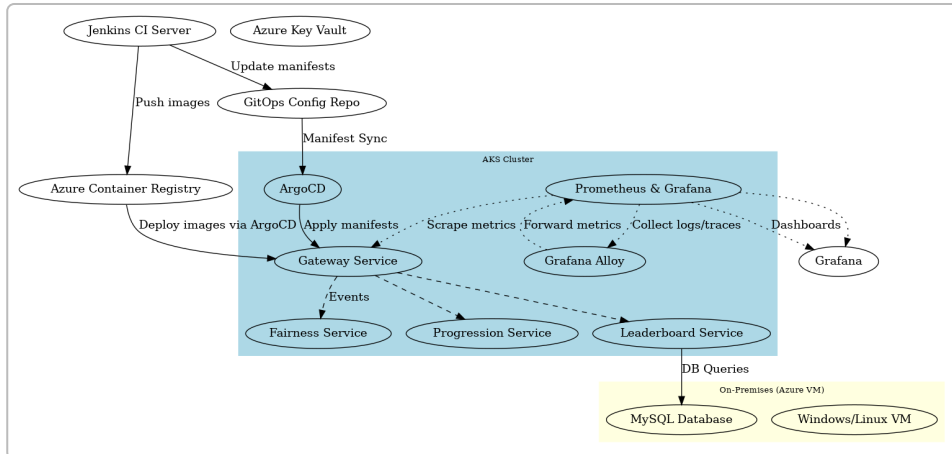 Jenkins CI Server
Azure Key Vault
Update manifests
Push images
GitOps Config Repo
Manifest Sync
AKS Cluster
Azure Container Registry
ArgoCD
Prometheus & Grafana
Deploy images via ArgoCD
Apply manifests
Scrape metrics
Forward metrics
Collect logs/traces
Dashboards
Gateway Service
Grafana Alloy
Grafana
Events
Fairness Service
Progression Service
Leaderboard Service
DB Queries
On-Premises (Azure VM)
MySQL Database
Windows/Linux VM